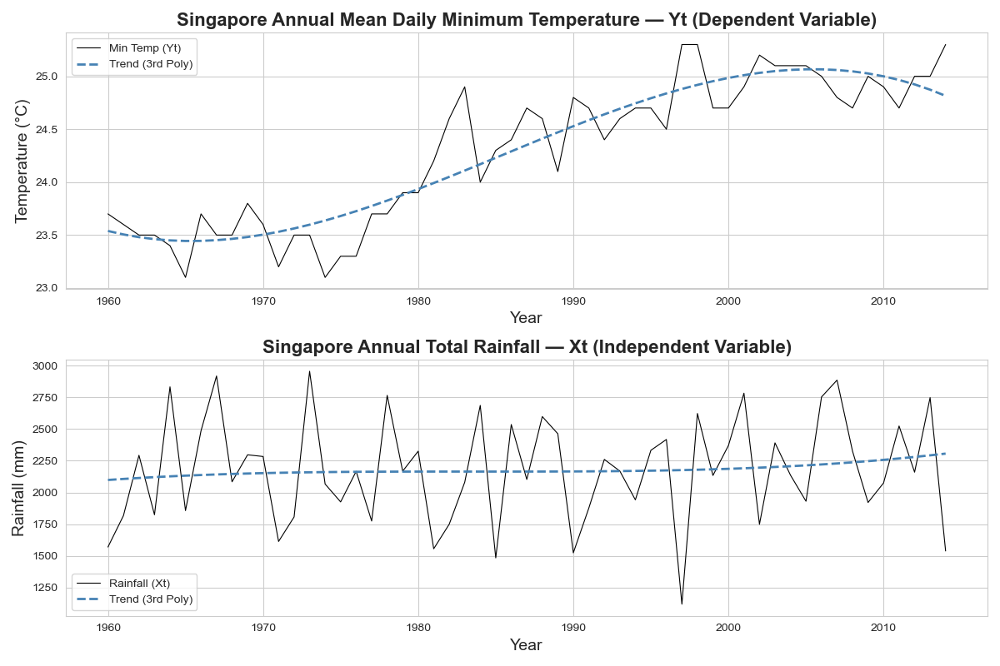 Singapore Annual Mean Daily Minimum Temperature — Yt (Dependent Variable)
Min Temp (Yt)
Trend (3rd Poly)
Temperature (°C)
25.0
24.5
24.0
23.5
23.0
1960 1970 1980 1990 2000 2010
Year
Singapore Annual Total Rainfall — Xt (Independent Variable)
Rainfall (mm)
3000
2750
2500
2250
2000
1750
1500
1250
Rainfall (Xt)
Trend (3rd Poly)
1960 1970 1980 1990 2000 2010
Year